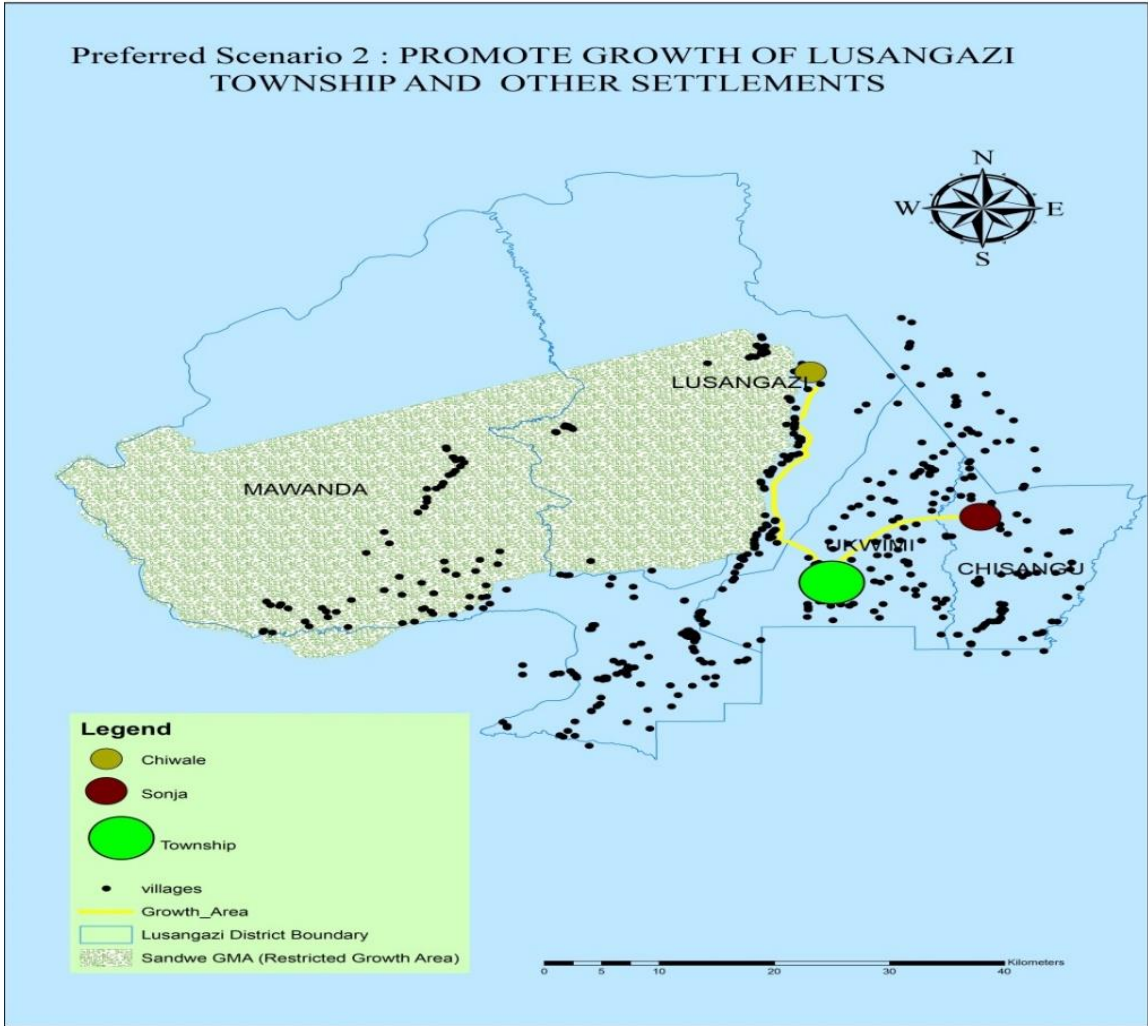 Preferred Scenario 2 : PROMOTE GROWTH OF LUSANGAZI
TOWNSHIP AND OTHER SETTLEMENTS
N
W E
S
LUSANGAZI
MAWANDA
UKWIMI
CHISANGU
Legend
Chiwale
Sonja
Township
villages
Growth_Area
Lusangazi District Boundary
Sandwe GMA (Restricted Growth Area)
Kilometers
0 5 10 20 30 40